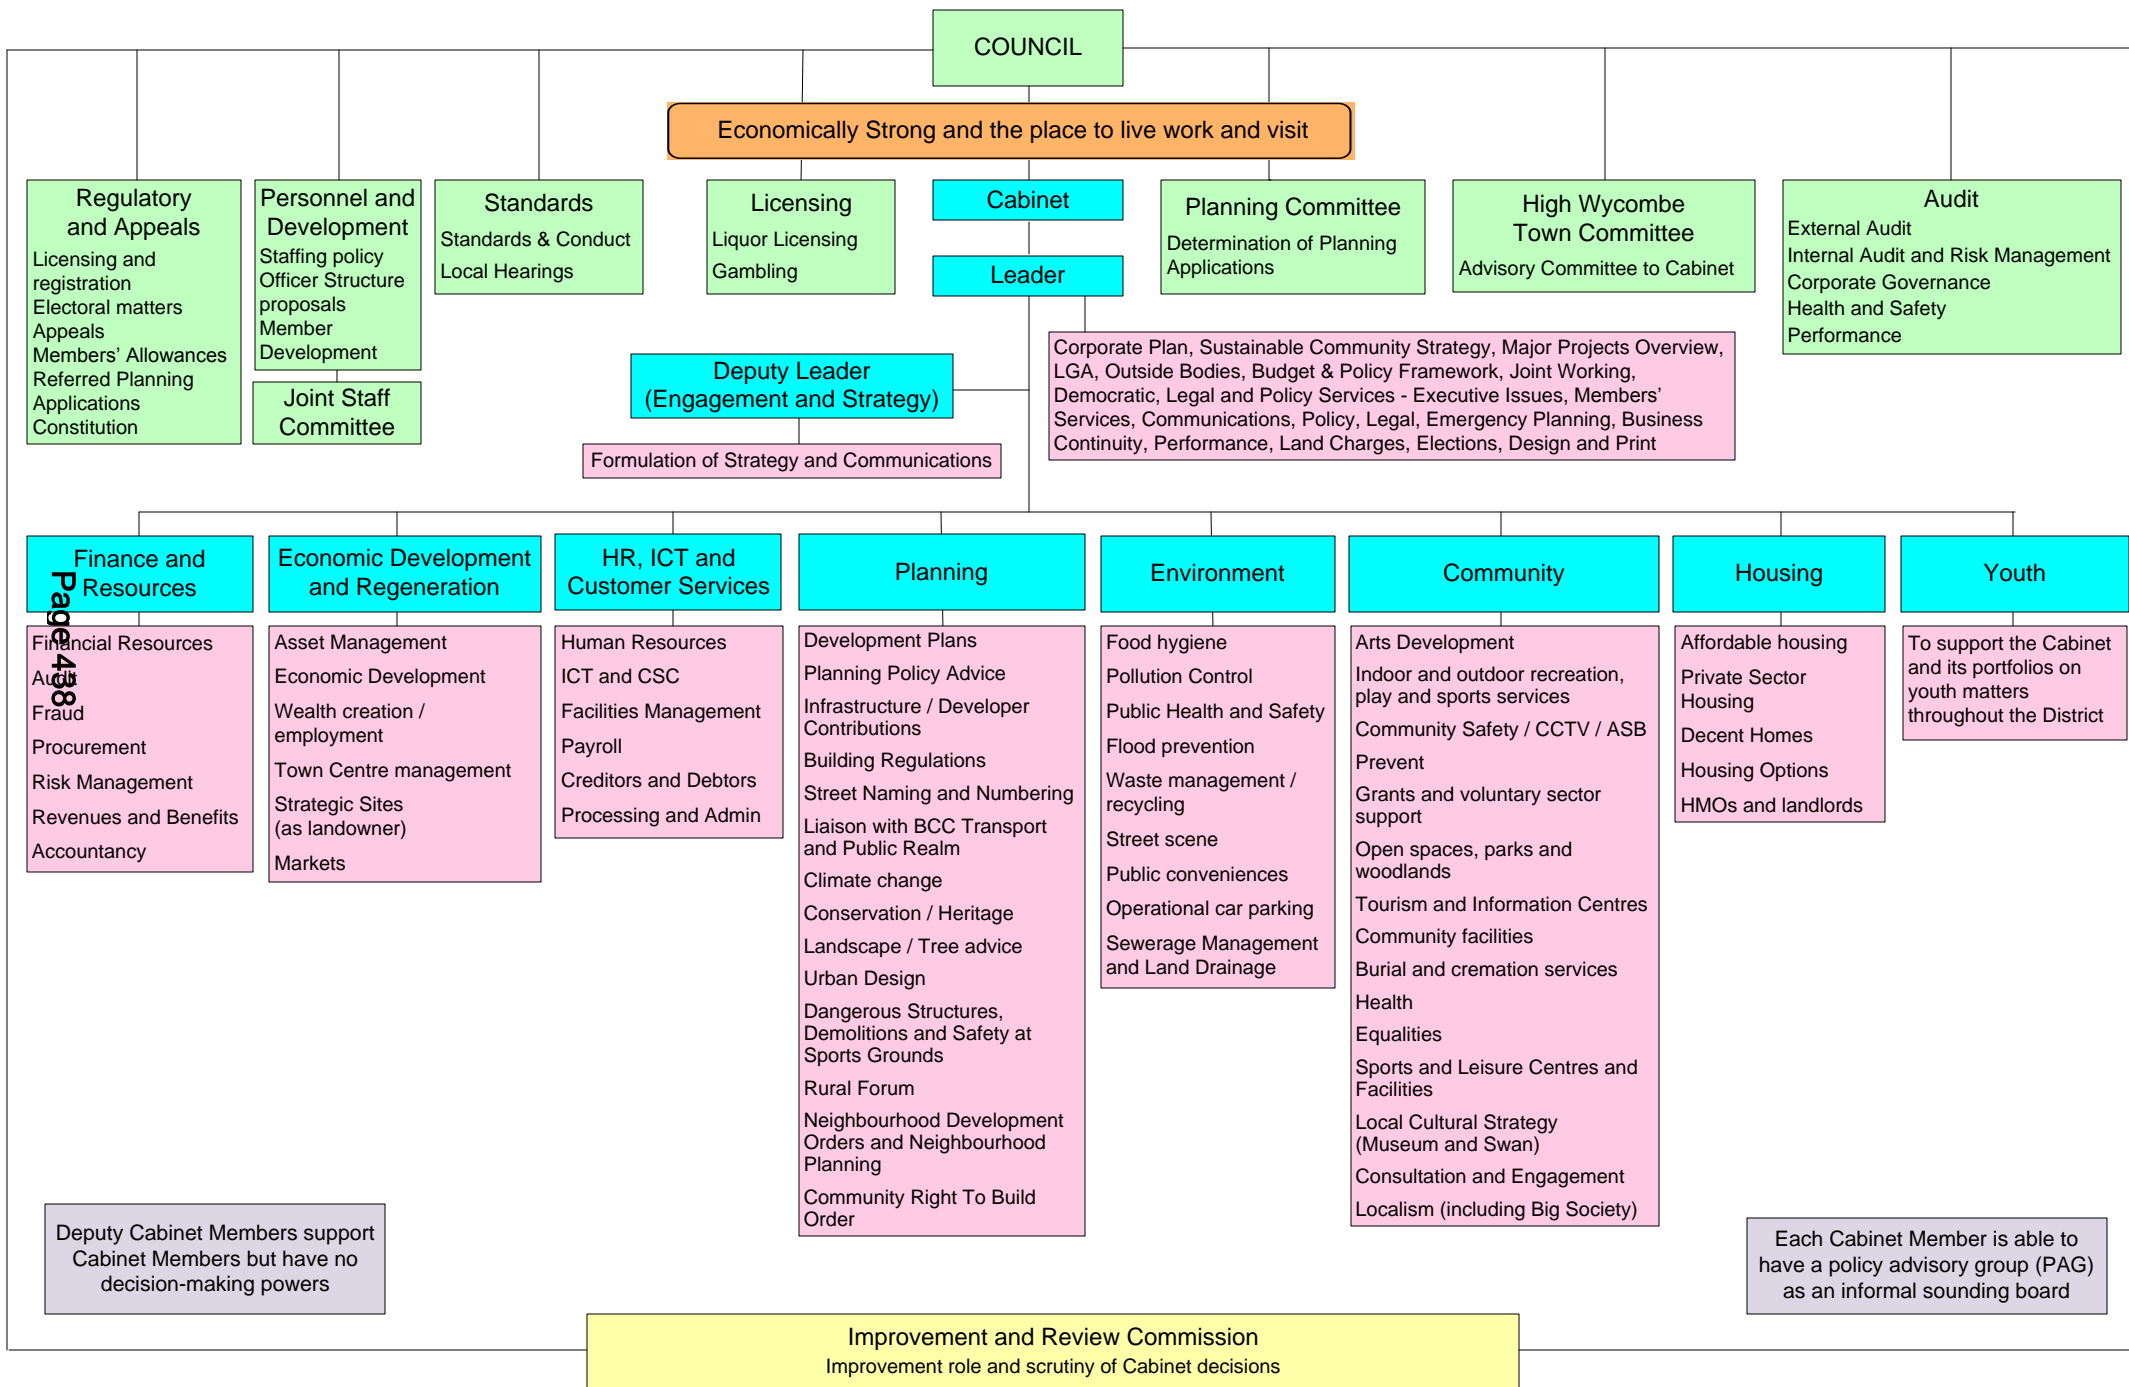 COUNCIL
Economically Strong and the place to live work and visit
Regulatory
and Appeals
Licensing and
registration
Electoral matters
Appeals
Members’ Allowances
Referred Planning
Applications
Constitution
Personnel and
Development
Staffing policy
Officer Structure
proposals
Member
Development
Joint Staff
Committee
Standards
Standards & Conduct
Local Hearings
Licensing
Liquor Licensing
Gambling
Cabinet
Leader
Planning Committee
Determination of Planning
Applications
High Wycombe
Town Committee
Advisory Committee to Cabinet
Audit
External Audit
Internal Audit and Risk Management
Corporate Governance
Health and Safety
Performance
Deputy Leader
(Engagement and Strategy)
Formulation of Strategy and Communications
Corporate Plan, Sustainable Community Strategy, Major Projects Overview,
LGA, Outside Bodies, Budget & Policy Framework, Joint Working,
Democratic, Legal and Policy Services - Executive Issues, Members’
Services, Communications, Policy, Legal, Emergency Planning, Business
Continuity, Performance, Land Charges, Elections, Design and Print
Finance and
Resources
Financial Resources
Audit
Fraud
Procurement
Risk Management
Revenues and Benefits
Accountancy
Page 438
Economic Development
and Regeneration
Asset Management
Economic Development
Wealth creation /
employment
Town Centre management
Strategic Sites
(as landowner)
Markets
HR, ICT and
Customer Services
Human Resources
ICT and CSC
Facilities Management
Payroll
Creditors and Debtors
Processing and Admin
Planning
Development Plans
Planning Policy Advice
Infrastructure / Developer
Contributions
Building Regulations
Street Naming and Numbering
Liaison with BCC Transport
and Public Realm
Climate change
Conservation / Heritage
Landscape / Tree advice
Urban Design
Dangerous Structures,
Demolitions and Safety at
Sports Grounds
Rural Forum
Neighbourhood Development
Orders and Neighbourhood
Planning
Community Right To Build
Order
Environment
Food hygiene
Pollution Control
Public Health and Safety
Flood prevention
Waste management /
recycling
Street scene
Public conveniences
Operational car parking
Sewerage Management
and Land Drainage
Community
Arts Development
Indoor and outdoor recreation,
play and sports services
Community Safety / CCTV / ASB
Prevent
Grants and voluntary sector
support
Open spaces, parks and
woodlands
Tourism and Information Centres
Community facilities
Burial and cremation services
Health
Equalities
Sports and Leisure Centres and
Facilities
Local Cultural Strategy
(Museum and Swan)
Consultation and Engagement
Localism (including Big Society)
Housing
Affordable housing
Private Sector
Housing
Decent Homes
Housing Options
HMOs and landlords
Youth
To support the Cabinet
and its portfolios on
youth matters
throughout the District
Deputy Cabinet Members support
Cabinet Members but have no
decision-making powers
Each Cabinet Member is able to
have a policy advisory group (PAG)
as an informal sounding board
Improvement and Review Commission
Improvement role and scrutiny of Cabinet decisions